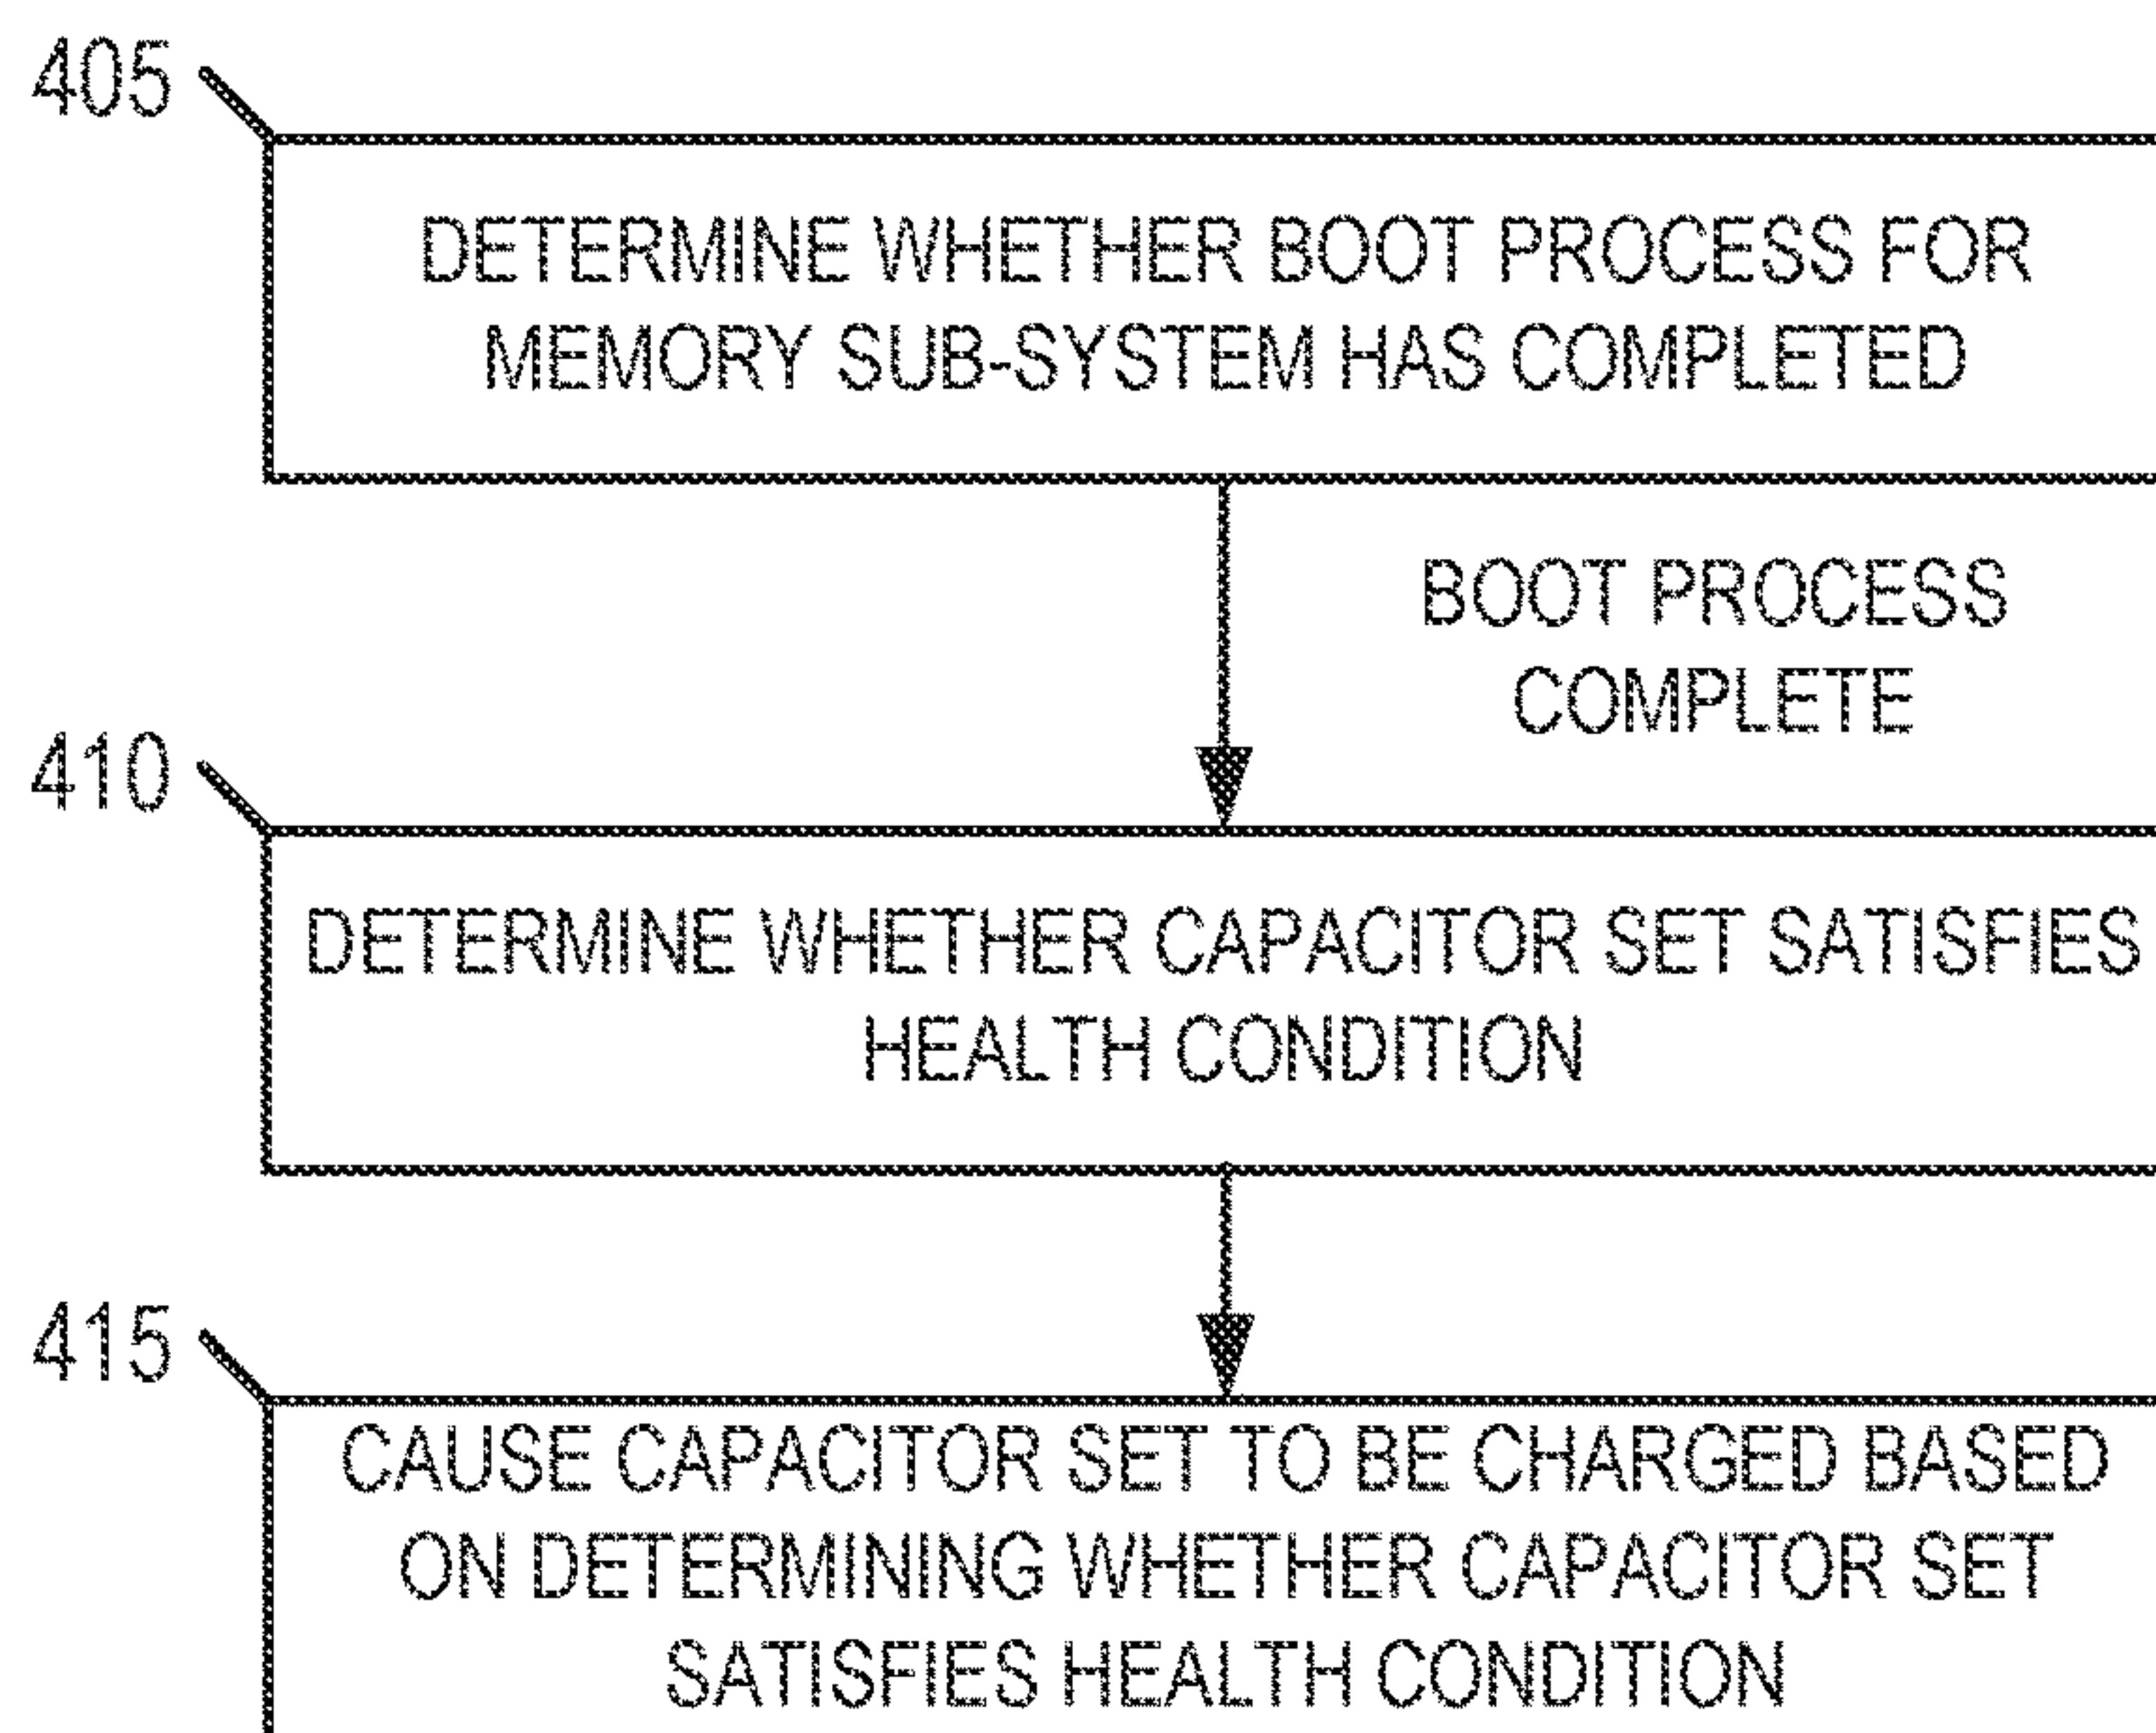 405
DETERMINE WHETHER BOOT PROCESS FOR
MEMORY SUB-SYSTEM HAS COMPLETED
BOOT PROCESS
COMPLETE
410
DETERMINE WHETHER CAPACITOR SET SATISFIES
HEALTH CONDITION
415
CAUSE CAPACITOR SET TO BE CHARGED BASED
ON DETERMINING WHETHER CAPACITOR SET
SATISFIES HEALTH CONDITION